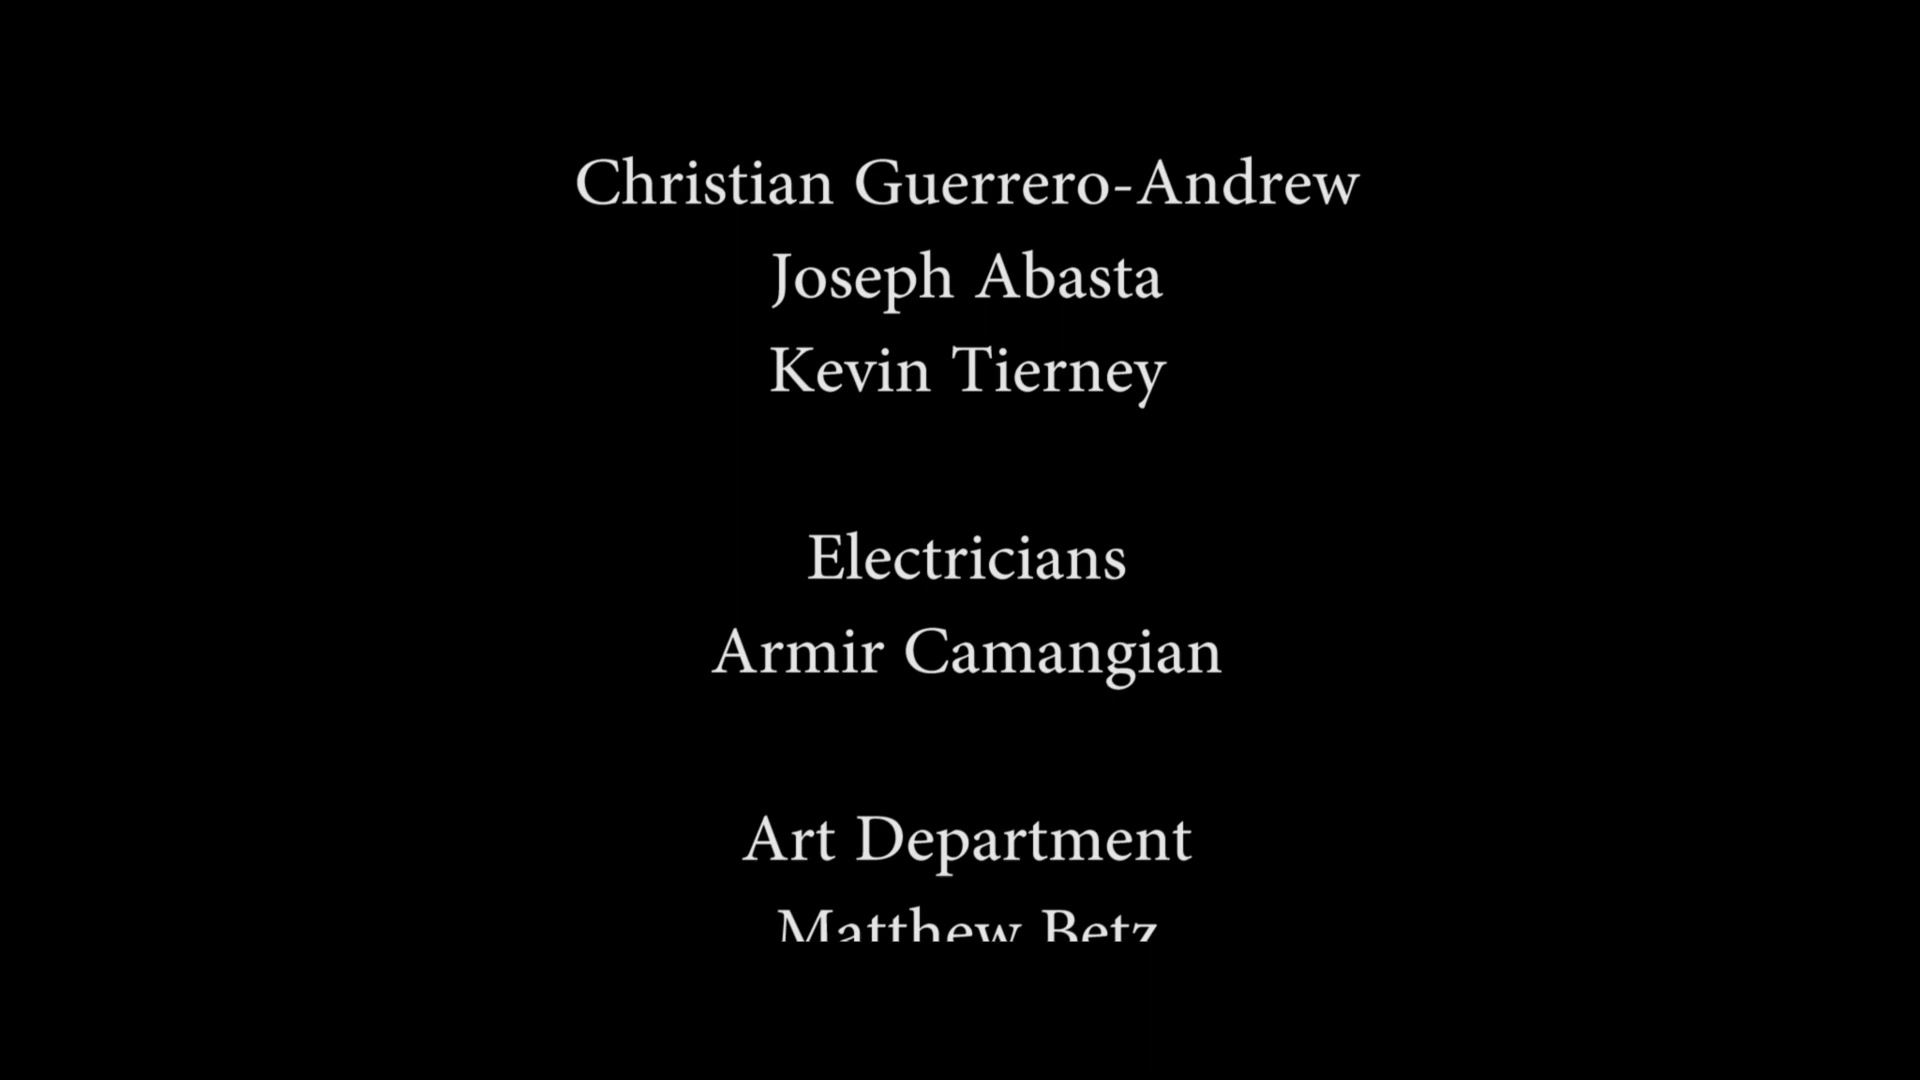 Christian Guerrero-Andrew
Joseph Abasta
Kevin Tierney
Electricians
Armir Camangian
Art Department
Matthew Betz